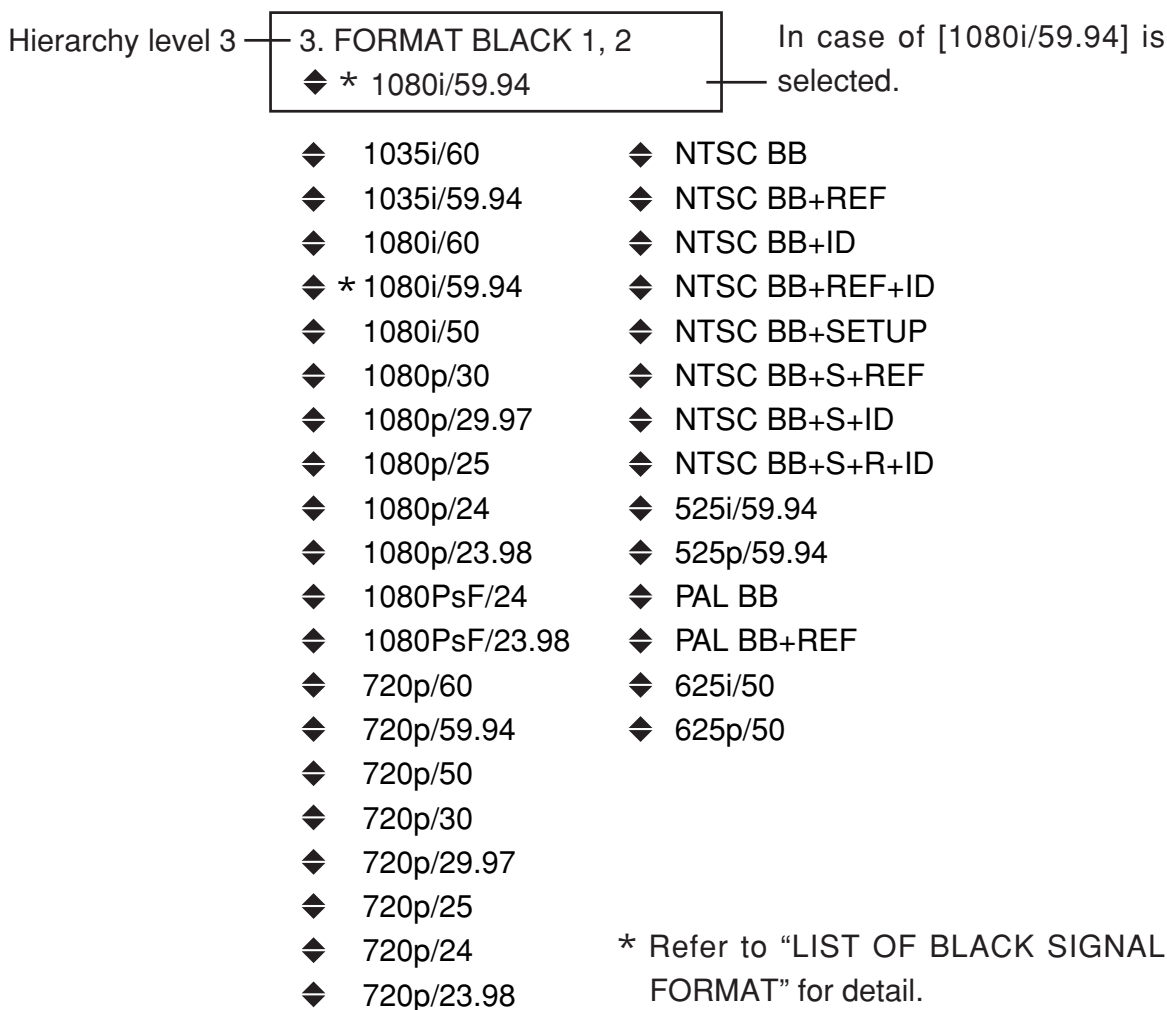 Hierarchy level 3
3. FORMAT BLACK 1, 2
* 1080i/59.94
In case of [1080i/59.94] is
selected.
1035i/60
1035i/59.94
1080i/60
* 1080i/59.94
1080i/50
1080p/30
1080p/29.97
1080p/25
1080p/24
1080p/23.98
1080PsF/24
1080PsF/23.98
720p/60
720p/59.94
720p/50
720p/30
720p/29.97
720p/25
720p/24
720p/23.98
NTSC BB
NTSC BB+REF
NTSC BB+ID
NTSC BB+REF+ID
NTSC BB+SETUP
NTSC BB+S+REF
NTSC BB+S+ID
NTSC BB+S+R+ID
525i/59.94
525p/59.94
PAL BB
PAL BB+REF
625i/50
625p/50
* Refer to “LIST OF BLACK SIGNAL
FORMAT” for detail.